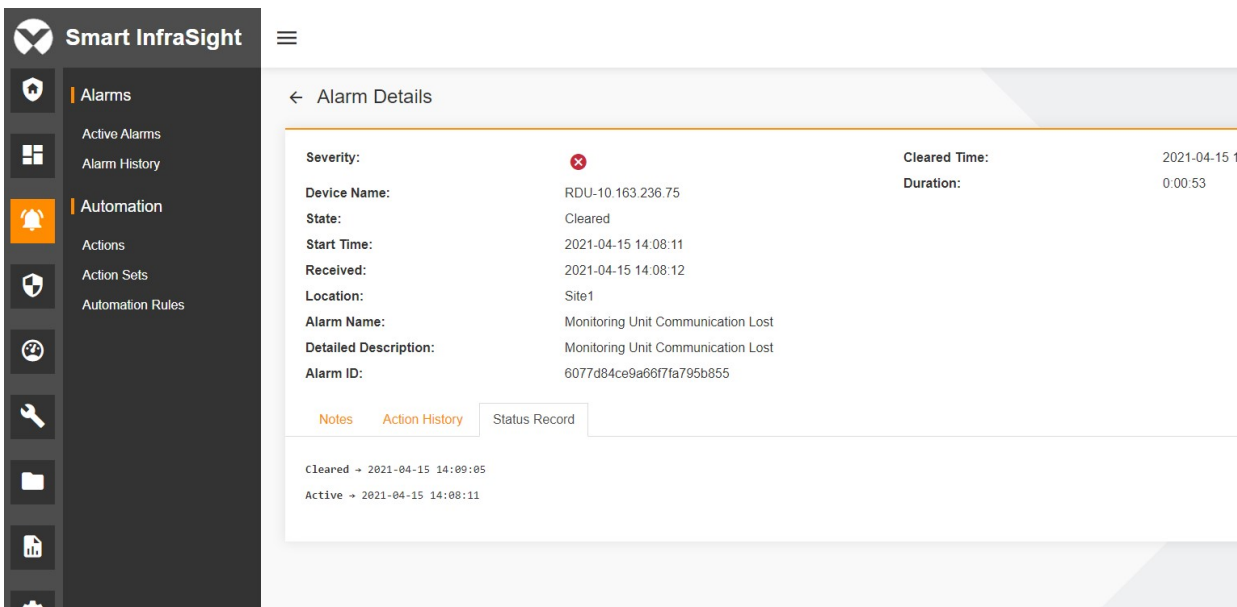 Smart InfraSight
Alarms
Active Alarms
Alarm History
Automation
Actions
Action Sets
Automation Rules
← Alarm Details
Severity:
Device Name: RDU-10.163.236.75
State: Cleared
Start Time: 2021-04-15 14:08:11
Received: 2021-04-15 14:08:12
Location: Site1
Alarm Name: Monitoring Unit Communication Lost
Detailed Description: Monitoring Unit Communication Lost
Alarm ID: 6077d84ce9a66f7fa795b855
Cleared Time: 2021-04-15 1
Duration: 0:00:53
Notes Action History Status Record
Cleared → 2021-04-15 14:09:05
Active → 2021-04-15 14:08:11